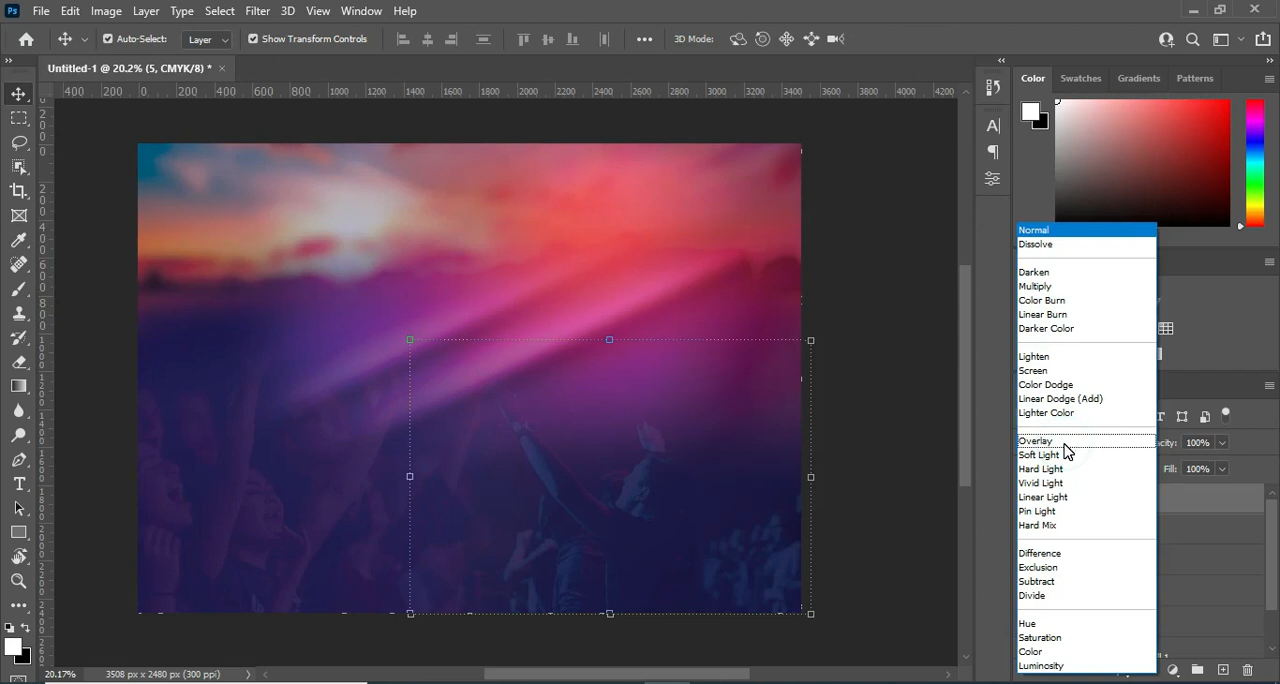 Ps File Edit Image Layer Type Select Filter 3D View Window Help
Auto-Select: Layer Show Transform Controls 3D Mode:
Untitled-1 @ 20.2% (5, CMYK/8) * ×
400 200 0 200 400 600 800 1000 1200 1400 1600 1800 2000 2200 2400 2600 2800 3000 3200 3400 3600 3800 4000 4200
Color Swatches Gradients Patterns
Normal
Dissolve
Darken
Multiply
Color Burn
Linear Burn
Darker Color
Lighten
Screen
Color Dodge
Linear Dodge (Add)
Lighter Color
Overlay
Soft Light
Hard Light
Vivid Light
Linear Light
Pin Light
Hard Mix
Difference
Exclusion
Subtract
Divide
Hue
Saturation
Color
Luminosity
acity: 100%
Fill: 100%
20.17% 3508 px x 2480 px (300 ppi)